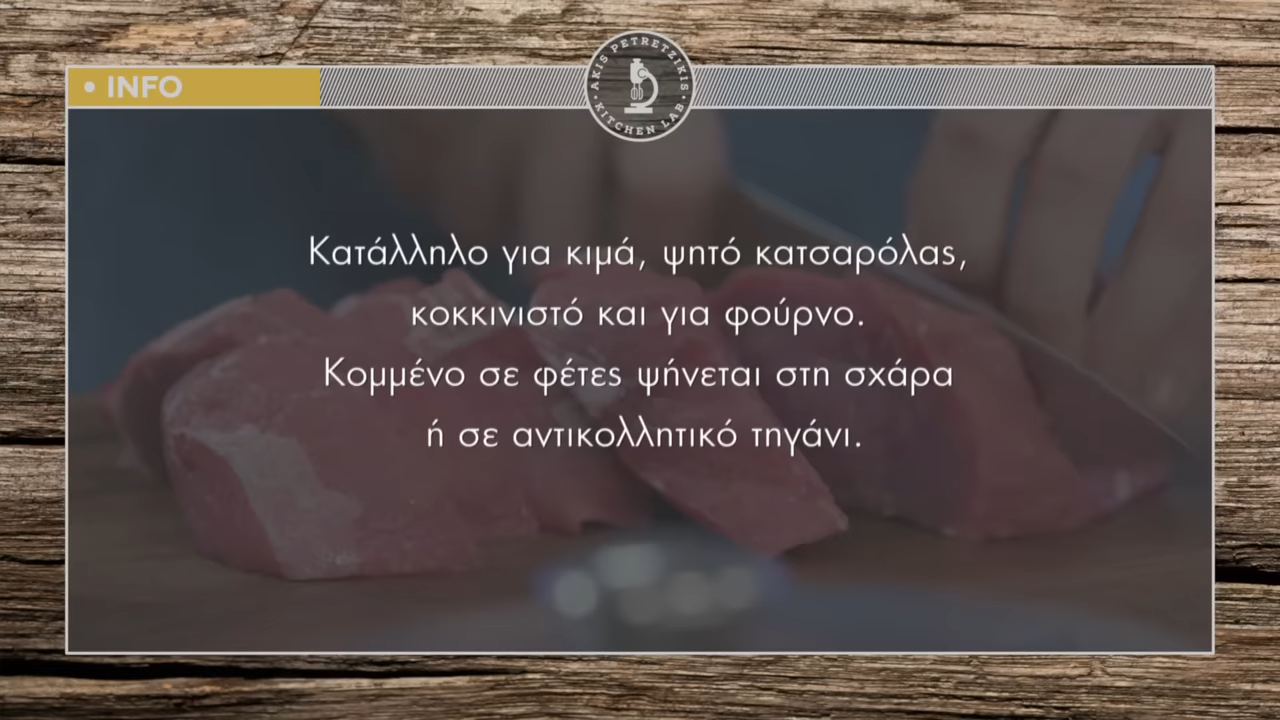 • INFO
AKIS PETRETZIKIS
• KITCHEN LAB •
Κατάλληλο για κιμά, ψητό κατσαρόλας,
κοκκινιστό και για φούρνο.
Κομμένο σε φέτες ψήνεται στη σχάρα
ή σε αντικολλητικό τηγάνι.